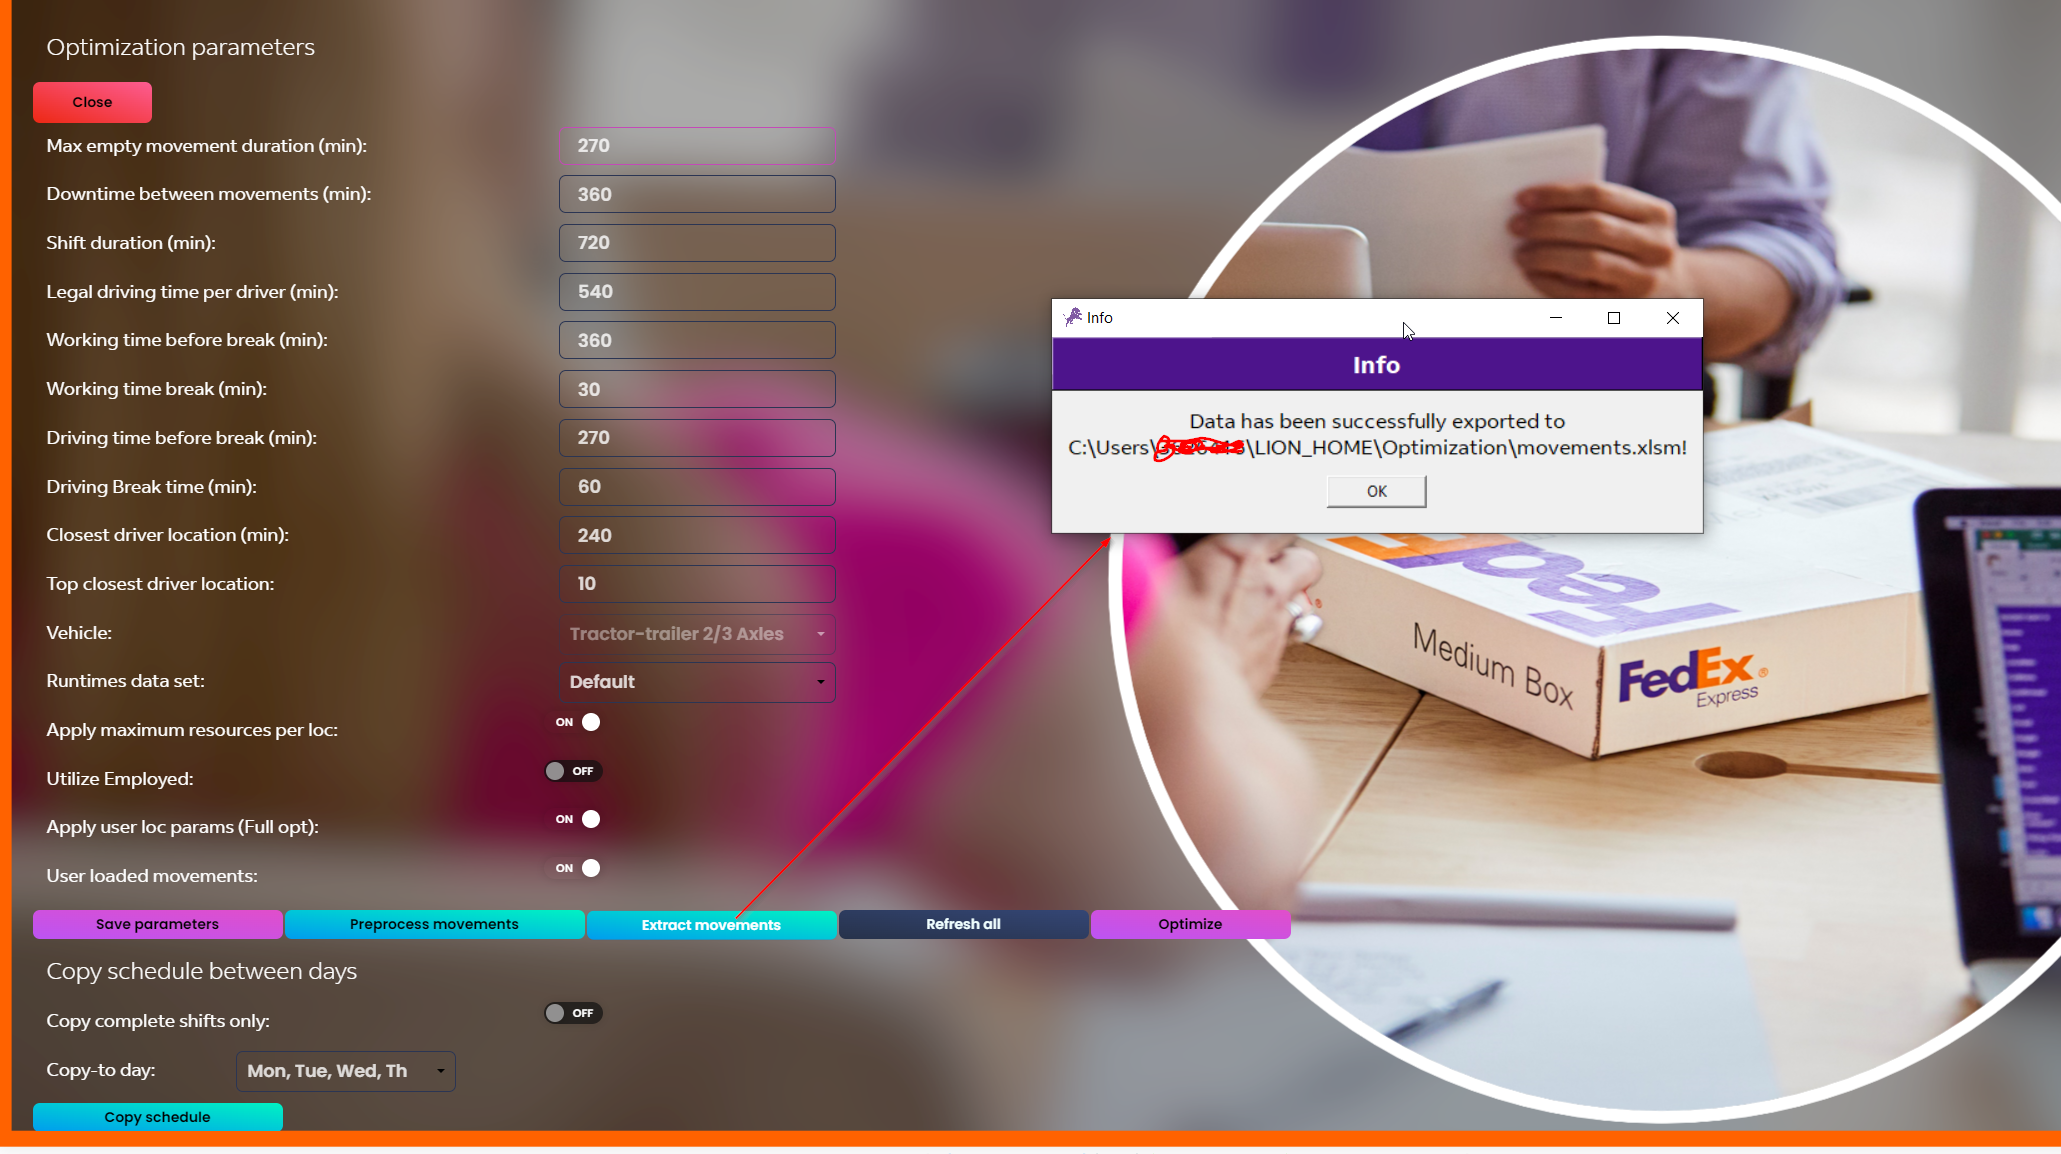 Optimization parameters
Close
Max empty movement duration (min):
270
Downtime between movements (min):
360
Shift duration (min):
720
Legal driving time per driver (min):
540
Working time before break (min):
360
Working time break (min):
30
Driving time before break (min):
270
Driving Break time (min):
60
Closest driver location (min):
240
Top closest driver location:
10
Vehicle:
Tractor-trailer 2/3 Axles
Runtimes data set:
Default
Apply maximum resources per loc:
ON
Utilize Employed:
OFF
Apply user loc params (Full opt):
ON
User loaded movements:
ON
Save parameters
Preprocess movements
Extract movements
Refresh all
Optimize
Copy schedule between days
Copy complete shifts only:
OFF
Copy-to day:
Mon, Tue, Wed, Th
Copy schedule
Info
Info
Data has been successfully exported to
C:\Users\ \LION_HOME\Optimization\movements.xlsm!
OK
Medium Box
FedEx
Express